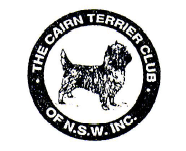 · THE CAIRN TERRIER CLUB ·
OF N.S.W. INC.